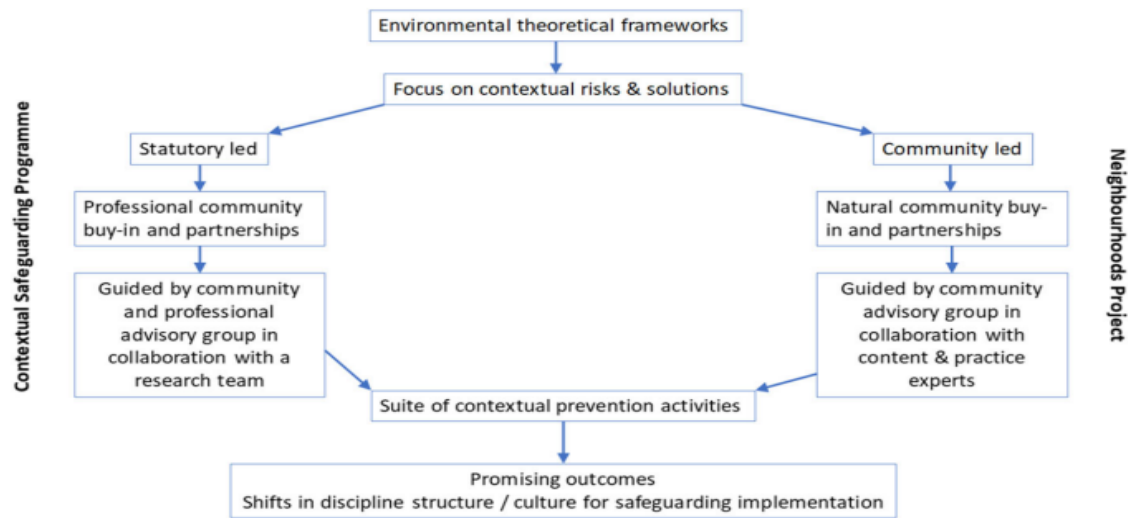 Environmental theoretical frameworks
Focus on contextual risks & solutions
Contextual Safeguarding Programme
Statutory led
Professional community
buy-in and partnerships
Guided by community
and professional
advisory group in
collaboration with a
research team
Community led
Natural community buy-
in and partnerships
Guided by community
advisory group in
collaboration with
content & practice
experts
Neighbourhoods Project
Suite of contextual prevention activities
Promising outcomes
Shifts in discipline structure / culture for safeguarding implementation